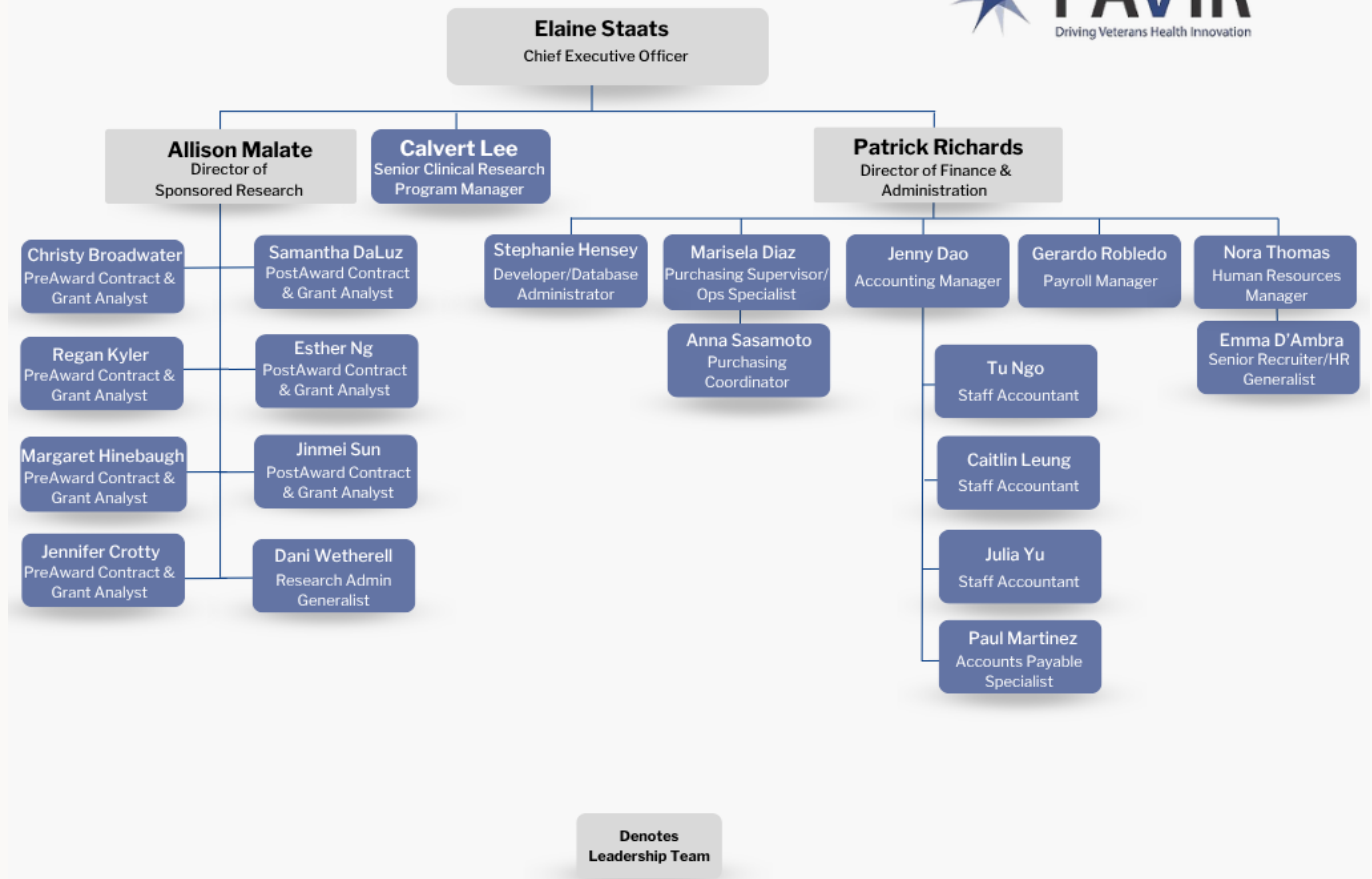 PAVIR
Driving Veterans Health Innovation
Elaine Staats
Chief Executive Officer
Allison Malate
Director of
Sponsored Research
Calvert Lee
Senior Clinical Research
Program Manager
Patrick Richards
Director of Finance &
Administration
Christy Broadwater
PreAward Contract &
Grant Analyst
Samantha DaLuz
PostAward Contract
& Grant Analyst
Regan Kyler
PreAward Contract &
Grant Analyst
Esther Ng
PostAward Contract
& Grant Analyst
Margaret Hinebaugh
PreAward Contract &
Grant Analyst
Jinmei Sun
PostAward Contract
& Grant Analyst
Jennifer Crotty
PreAward Contract &
Grant Analyst
Dani Wetherell
Research Admin
Generalist
Stephanie Hensey
Developer/Database
Administrator
Marisela Diaz
Purchasing Supervisor/
Ops Specialist
Anna Sasamoto
Purchasing
Coordinator
Jenny Dao
Accounting Manager
Tu Ngo
Staff Accountant
Caitlin Leung
Staff Accountant
Julia Yu
Staff Accountant
Paul Martinez
Accounts Payable
Specialist
Gerardo Robledo
Payroll Manager
Nora Thomas
Human Resources
Manager
Emma D'Ambra
Senior Recruiter/HR
Generalist
Denotes
Leadership Team